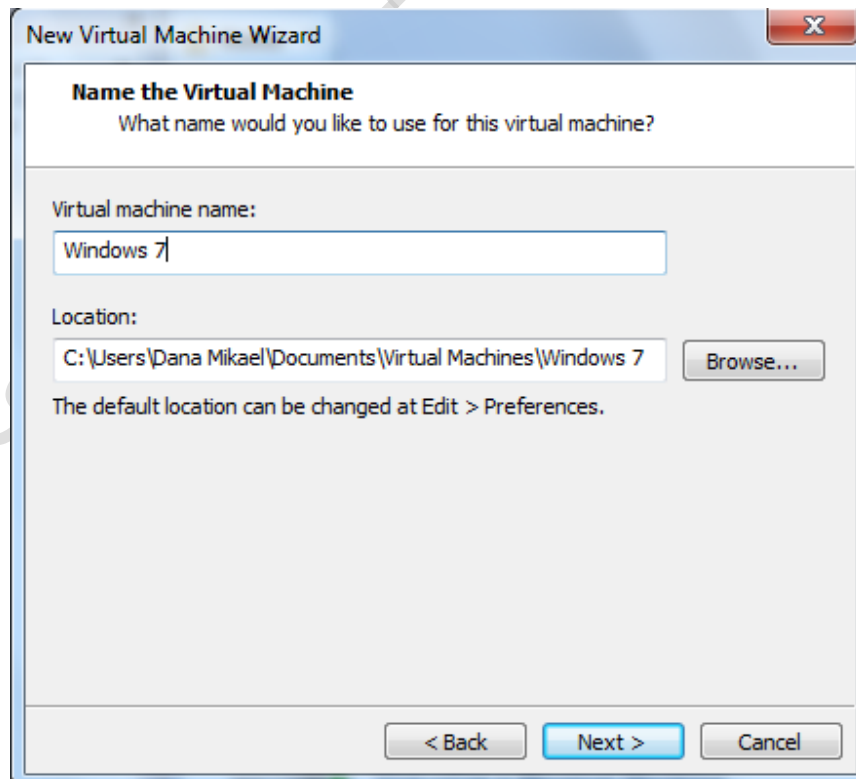 New Virtual Machine Wizard
Name the Virtual Machine
What name would you like to use for this virtual machine?
Virtual machine name:
Windows 7
Location:
C:\Users\Dana Mikael\Documents\Virtual Machines\Windows 7
Browse...
The default location can be changed at Edit > Preferences.
< Back Next > Cancel